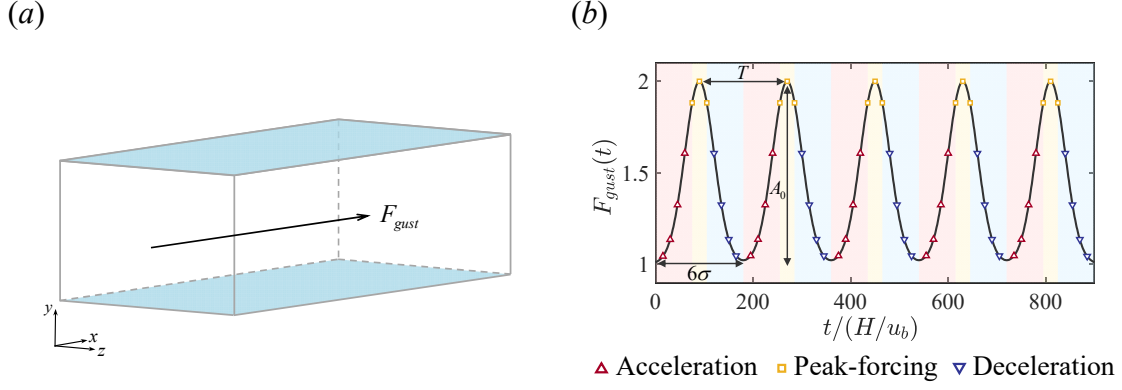 (a)
F_gust
y
x
z
(b)
F_gust(t)
2
1.5
1
T
A_0
6σ
0 200 400 600 800
t/(H/u_b)
Acceleration Peak-forcing Deceleration